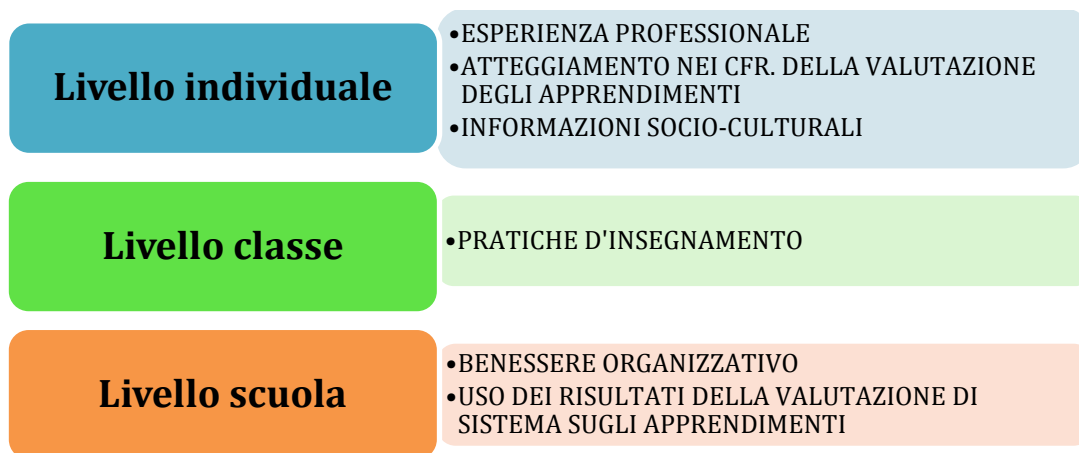 Livello individuale
•ESPERIENZA PROFESSIONALE
•ATTEGGIAMENTO NEI CFR. DELLA VALUTAZIONE
DEGLI APPRENDIMENTI
•INFORMAZIONI SOCIO-CULTURALI
Livello classe
•PRATICHE D'INSEGNAMENTO
Livello scuola
•BENESSERE ORGANIZZATIVO
•USO DEI RISULTATI DELLA VALUTAZIONE DI
SISTEMA SUGLI APPRENDIMENTI